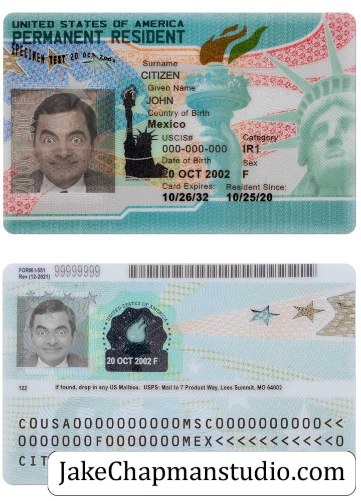 UNITED STATES OF AMERICA
PERMANENT RESIDENT
SPECIMEN TEST 20 OCT
Surname
CITIZEN
Given Name
JOHN
Country of Birth
Mexico
USCIS# Category
000-000-000 IR1
Date of Birth Sex
20 OCT 2002 F
Card Expires: Resident Since:
10/26/32 10/25/20
FORM I-551 99999999
Rev (12-2021)
20 OCT 2002 F
122 If found, drop in any US Mailbox. USPS: Mail to 7 Product Way, Lees Summit, MO 64002
C0USA0000000000MSC0000000000<<
0000000F0000000MEX<<<<<<<<<<<0
CIT
JakeChapmanstudio.com